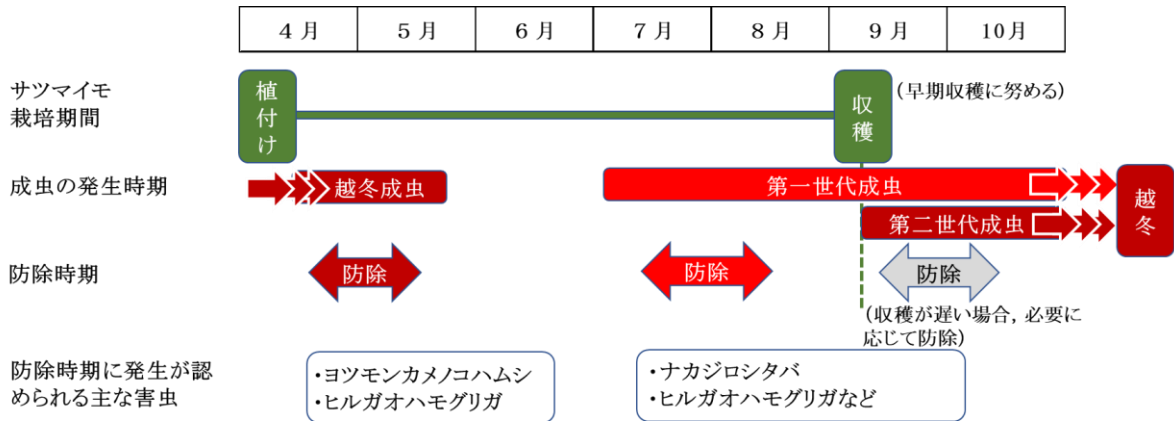 4月 5月 6月 7月 8月 9月 10月
サツマイモ
栽培期間
植付け
収穫
(早期収穫に努める)
成虫の発生時期
越冬成虫
第一世代成虫
第二世代成虫
越冬
防除時期
防除
防除
防除
(収穫が遅い場合, 必要に
応じて防除)
防除時期に発生が認
められる主な害虫
・ヨツモンカメノコハムシ
・ヒルガオハモグリガ
・ナカジロシタバ
・ヒルガオハモグリガなど